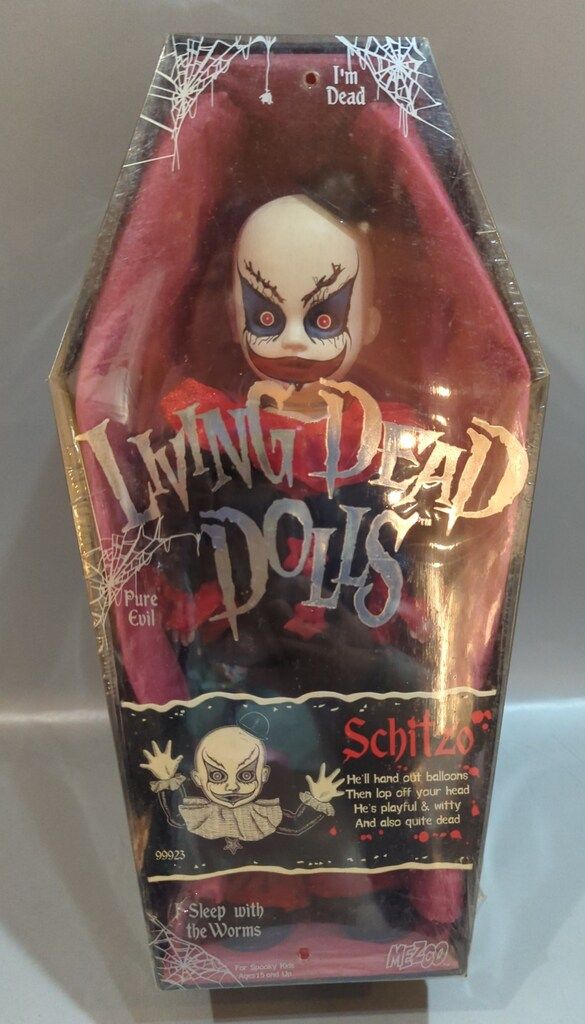 I'm
Dead
LIVING DEAD
DOLLS™
Pure
Evil
Schitzo
He'll hand out balloons
Then lop off your head
He's playful & witty
And also quite dead
99923
I Sleep with
the Worms
For Spooky Kids
Ages 15 and Up
MEZCO